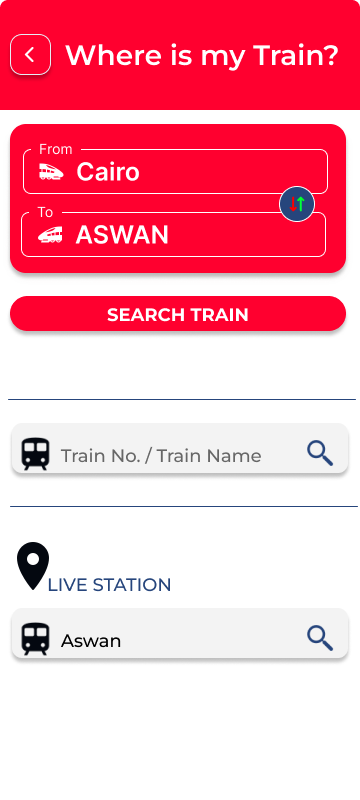 Where is my Train?
From
Cairo
To
ASWAN
SEARCH TRAIN
Train No. / Train Name
LIVE STATION
Aswan